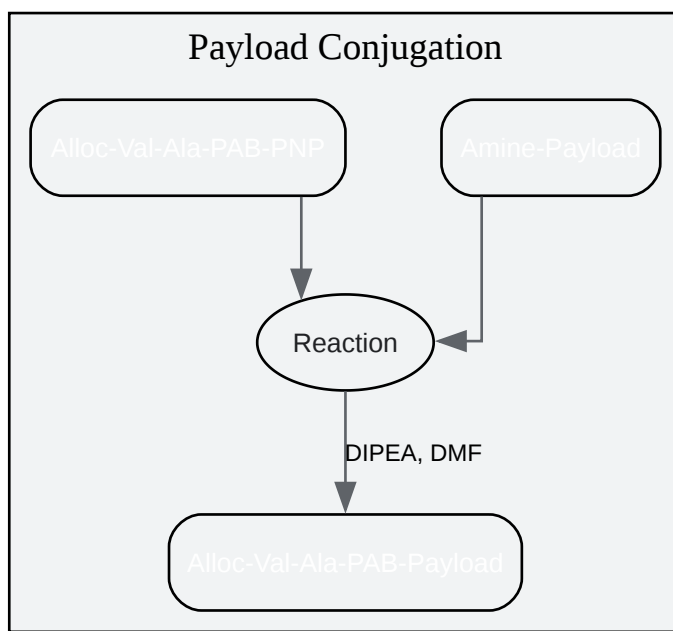 Payload Conjugation
Alloc-Val-Ala-PAB-PNP
Amine-Payload
Reaction
DIPEA, DMF
Alloc-Val-Ala-PAB-Payload